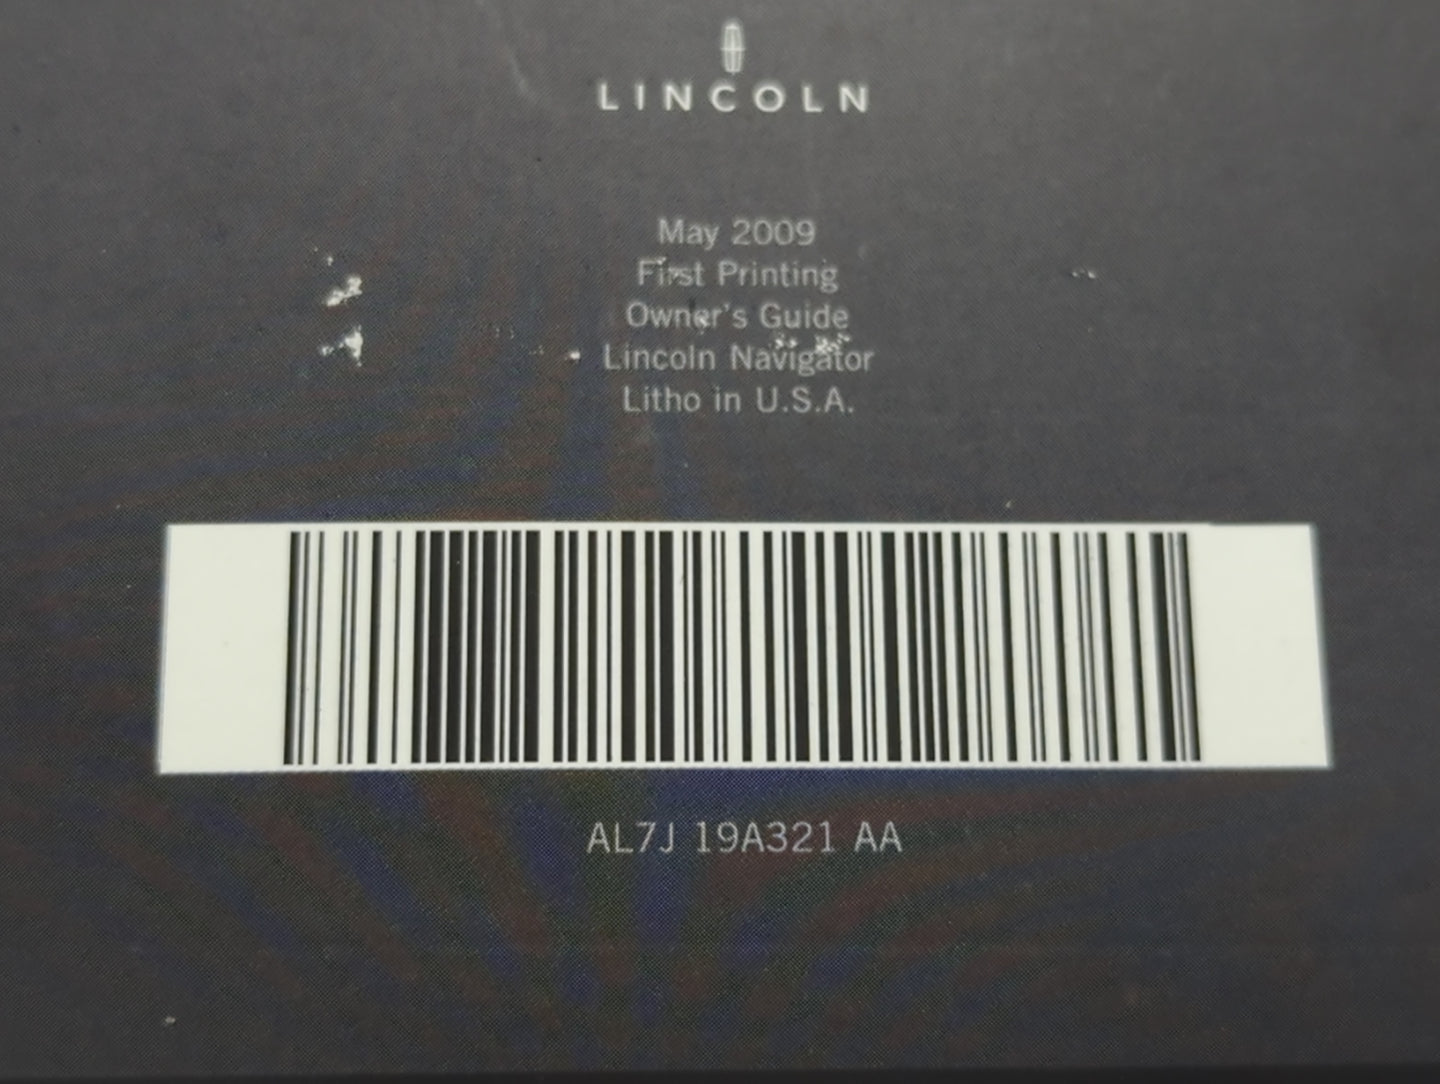 LINCOLN
May 2009
First Printing
Owner's Guide
Lincoln Navigator
Litho in U.S.A.
AL7J 19A321 AA